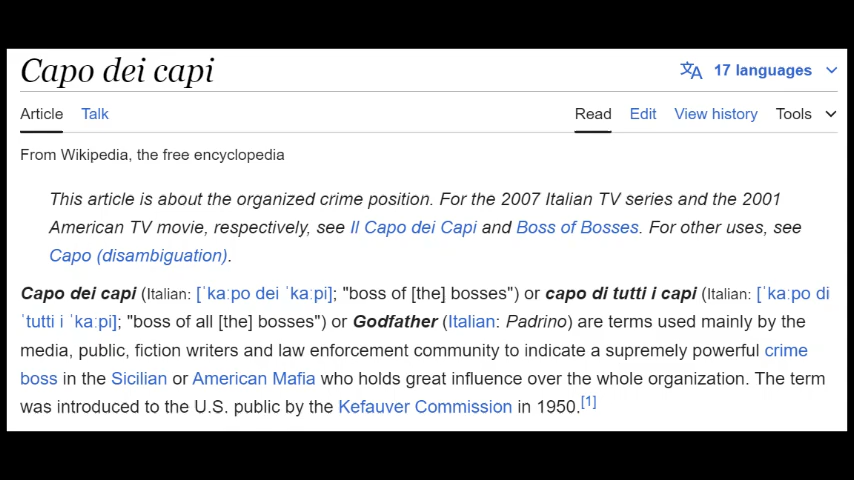 Capo dei capi
17 languages
Article Talk Read Edit View history Tools
From Wikipedia, the free encyclopedia
This article is about the organized crime position. For the 2007 Italian TV series and the 2001
American TV movie, respectively, see Il Capo dei Capi and Boss of Bosses. For other uses, see
Capo (disambiguation).
Capo dei capi (Italian: [ˈkaːpo dei ˈkaːpi]; "boss of [the] bosses") or capo di tutti i capi (Italian: [ˈkaːpo di
ˈtutti i ˈkaːpi]; "boss of all [the] bosses") or Godfather (Italian: Padrino) are terms used mainly by the
media, public, fiction writers and law enforcement community to indicate a supremely powerful crime
boss in the Sicilian or American Mafia who holds great influence over the whole organization. The term
was introduced to the U.S. public by the Kefauver Commission in 1950.[1]